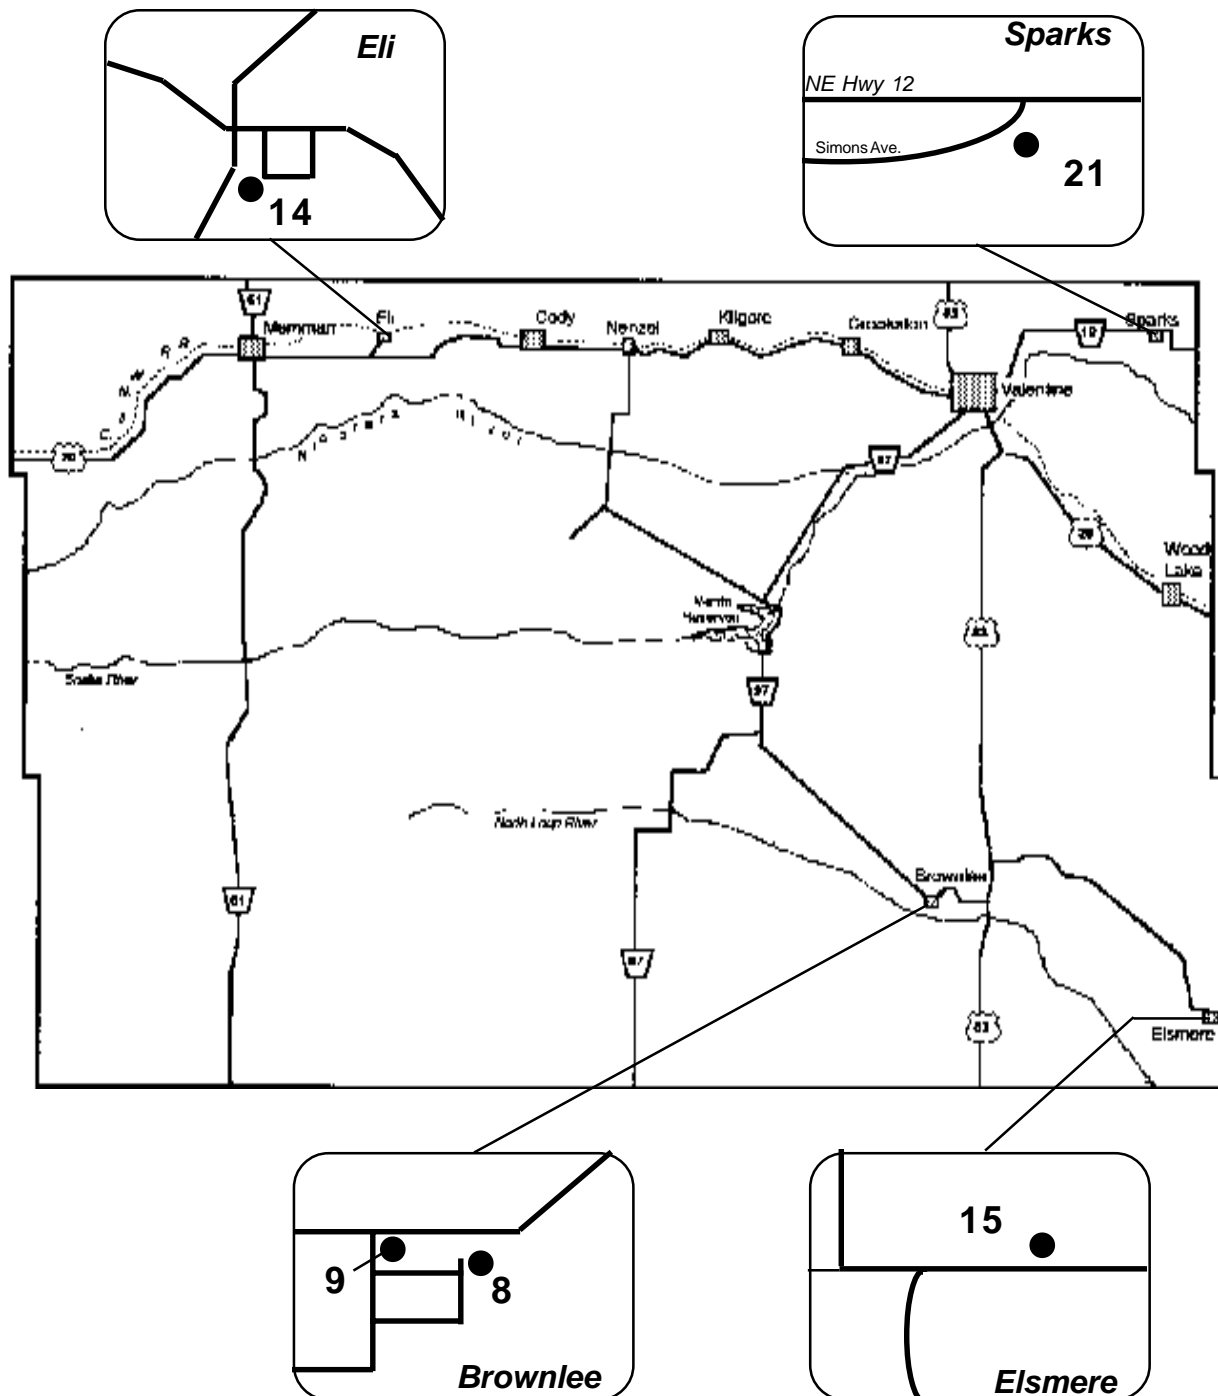 Eli
14
Sparks
NE Hwy 12
Simons Ave.
21
61
Merriman
Eli
Cody
Nenzel
Kilgore
Crookston
83
Valentine
12
Sparks
C. & N. W. R. R.
20
97
20
Wood
Lake
83
Snake River
97
North Loup River
61
Brownlee
97
83
Elsmere
9
8
Brownlee
15
Elsmere